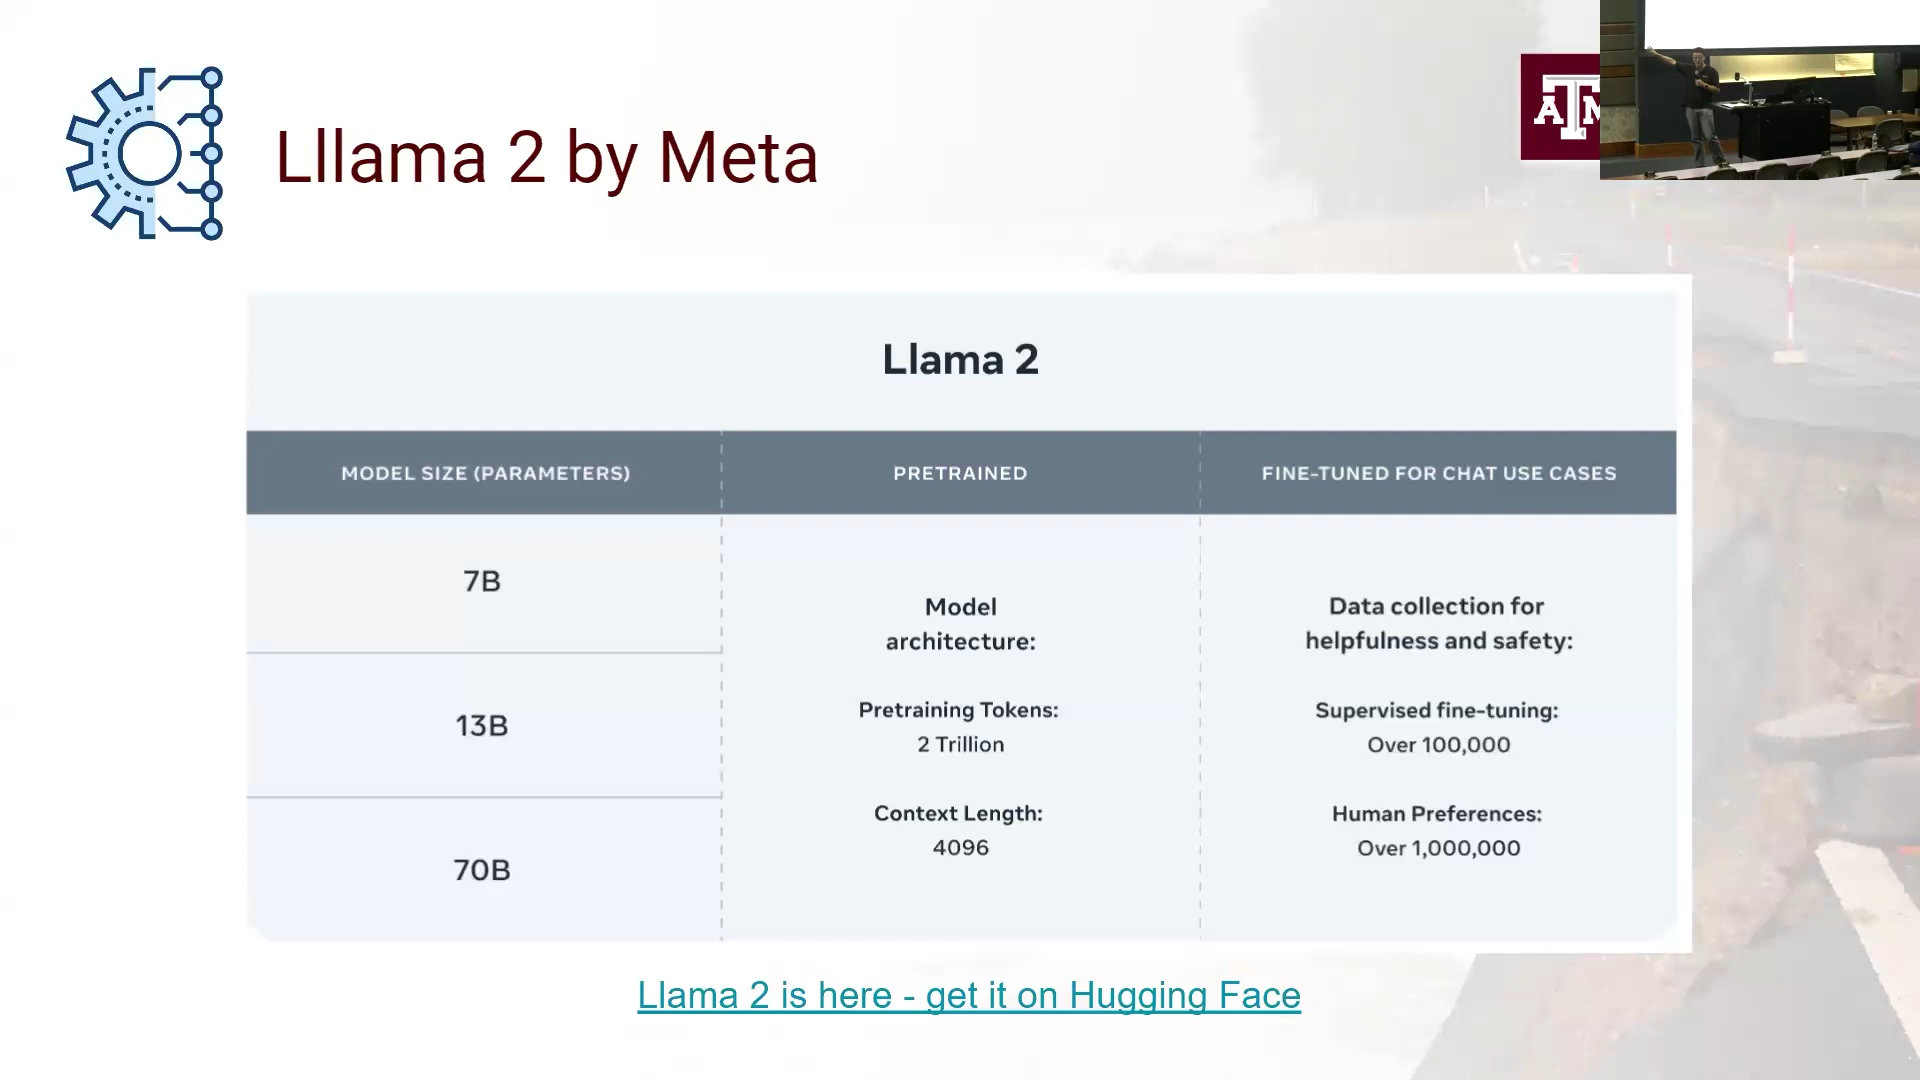 Lllama 2 by Meta
Llama 2
MODEL SIZE (PARAMETERS)
PRETRAINED
FINE-TUNED FOR CHAT USE CASES
7B
13B
70B
Model
architecture:
Pretraining Tokens:
2 Trillion
Context Length:
4096
Data collection for
helpfulness and safety:
Supervised fine-tuning:
Over 100,000
Human Preferences:
Over 1,000,000
Llama 2 is here - get it on Hugging Face
ATM